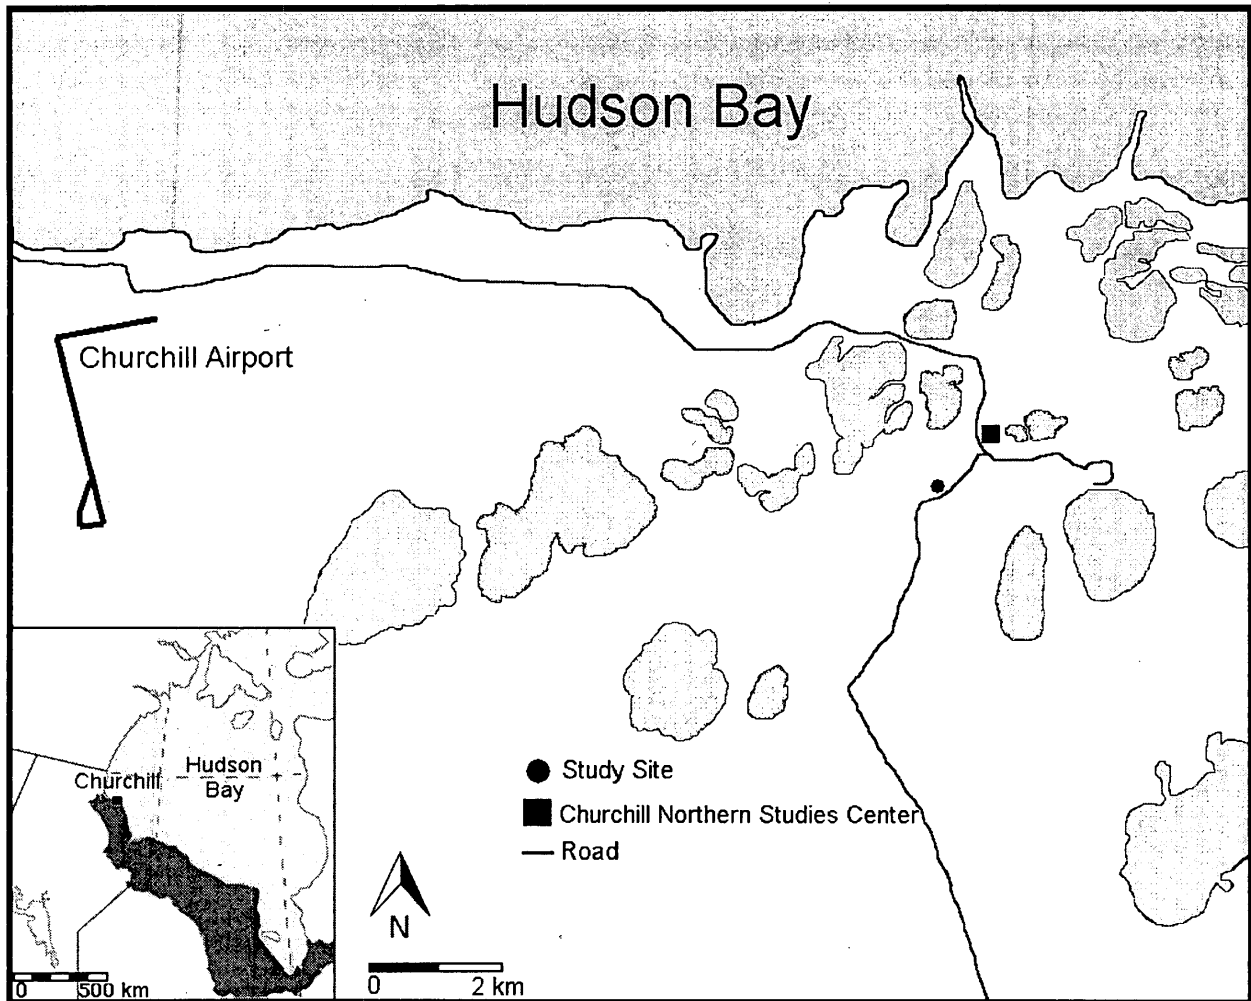 Hudson Bay
Churchill Airport
Hudson
Bay
Churchill
Study Site
Churchill Northern Studies Center
Road
N
0 500 km
0 2 km